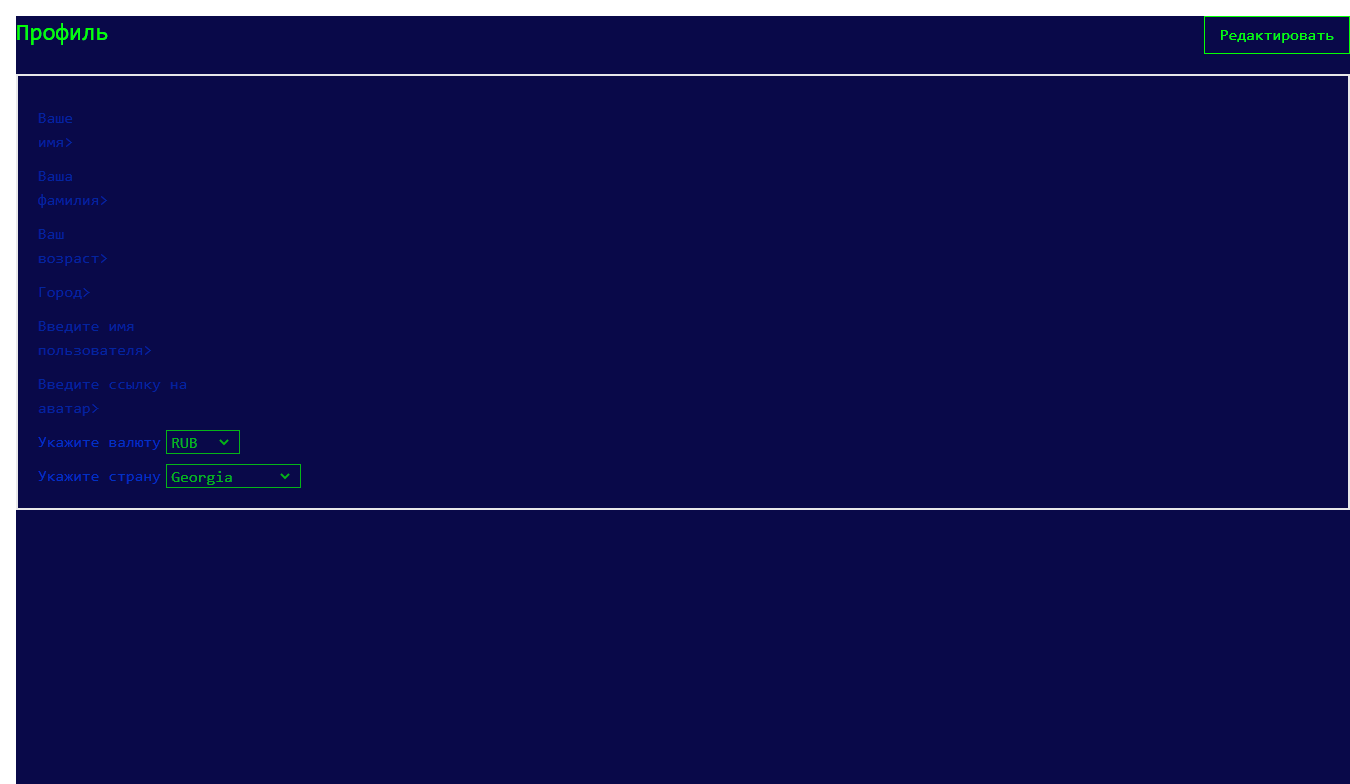 Профиль
Редактировать
Ваше
имя>
Ваша
фамилия>
Ваш
возраст>
Город>
Введите имя
пользователя>
Введите ссылку на
аватар>
Укажите валюту RUB
Укажите страну Georgia